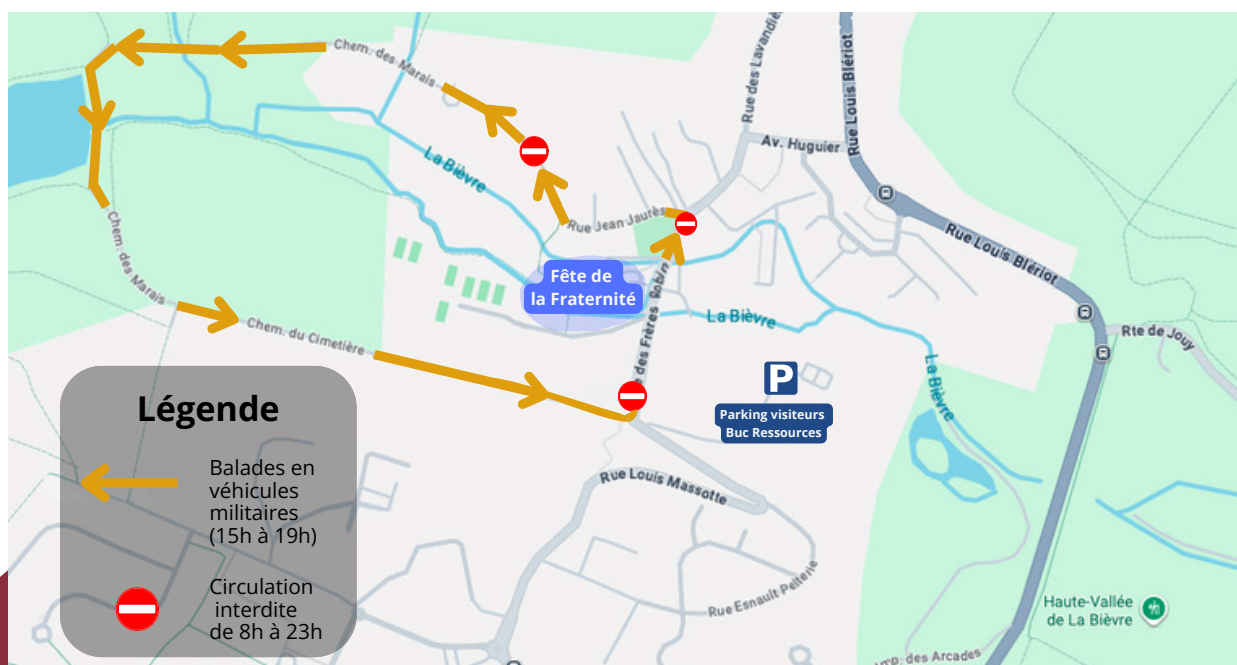 Chem. des Marais
Rue des Lavandiè
Rue Louis Blériot
Av. Huguier
La Bièvre
Rue Jean Jaurès
Rue Louis Blériot
Chem. des Marais
Fête de
la Fraternité
e des Frères Robin
La Bièvre
Rte de Jouy
Chem. du Cimetière
La Bièvre
P
Parking visiteurs
Buc Ressources
Légende
Balades en
véhicules
militaires
(15h à 19h)
Circulation
interdite
de 8h à 23h
Rue Louis Massotte
Rue Esnault Pelterie
Haute-Vallée
de La Bièvre
mp. des Arcades